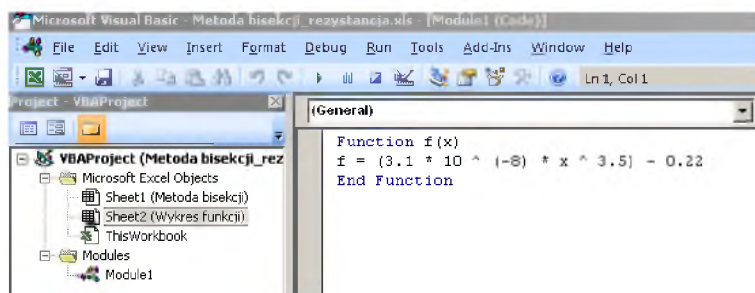 Microsoft Visual Basic - Metoda bisekcji_rezystancja.xls - [Module1 (Code)]
File Edit View Insert Format Debug Run Tools Add-Ins Window Help
Ln 1, Col 1
Project - VBAProject
(General)
VBAProject (Metoda bisekcji_rez
Microsoft Excel Objects
Sheet1 (Metoda bisekcji)
Sheet2 (Wykres funkcji)
ThisWorkbook
Modules
Module1
Function f(x)
f = (3.1 * 10 ^ (-8) * x ^ 3.5) - 0.22
End Function